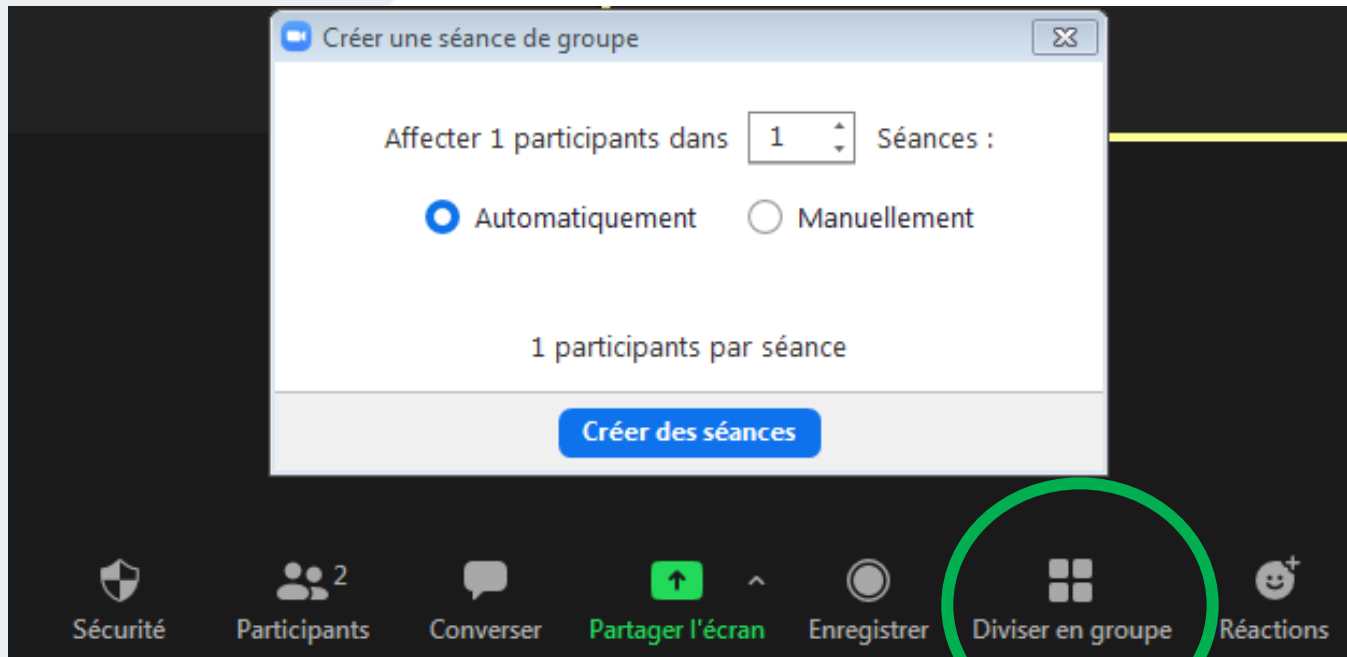 Créer une séance de groupe
Affecter 1 participants dans 1 Séances :
Automatiquement Manuellement
1 participants par séance
Créer des séances
2
Sécurité Participants Converser Partager l'écran Enregistrer Diviser en groupe Réactions